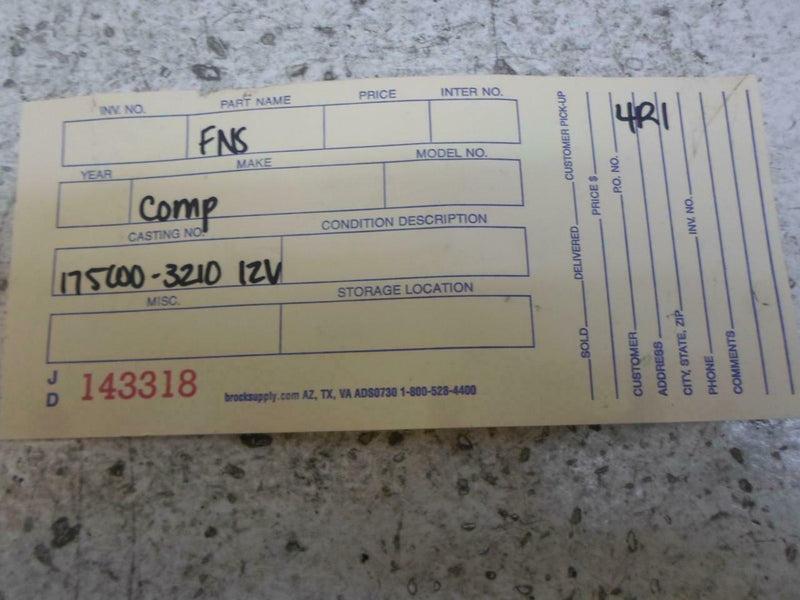 INV. NO. PART NAME PRICE INTER NO.
FNS
YEAR MAKE MODEL NO.
Comp
CASTING NO. CONDITION DESCRIPTION
175600-3210 12V
MISC. STORAGE LOCATION
J D 143318 brocksupply.com AZ, TX, VA ADS0730 1-800-528-4400
SOLD DELIVERED CUSTOMER PICK-UP
PRICE $
CUSTOMER P.O. NO.
4R1
ADDRESS
CITY, STATE, ZIP INV. NO.
PHONE
COMMENTS